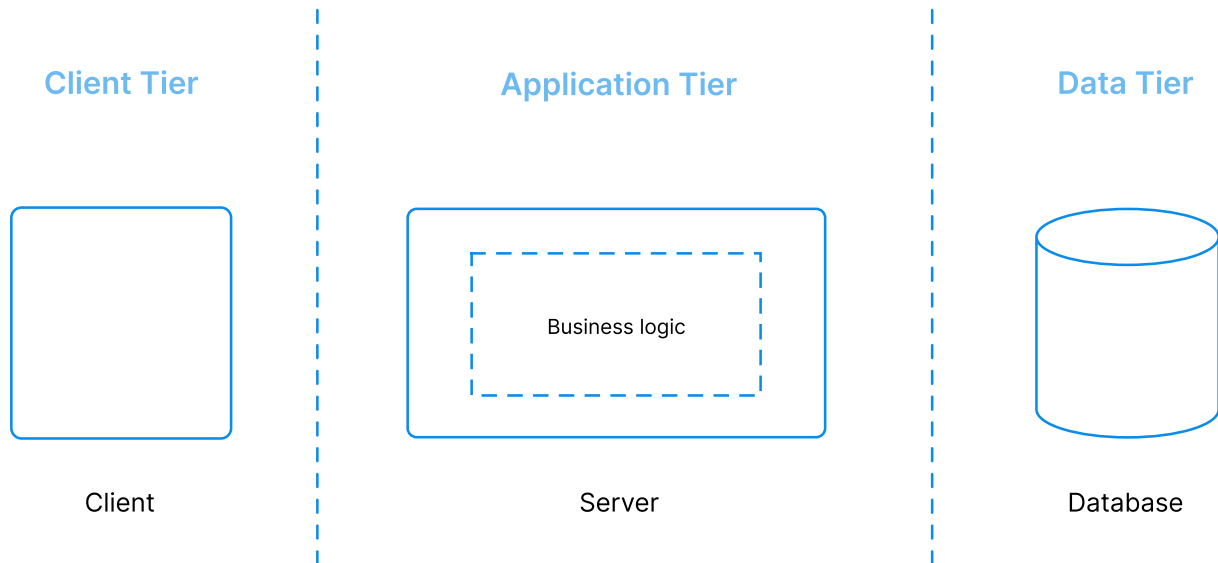 Client Tier
Application Tier
Data Tier
Business logic
Client
Server
Database